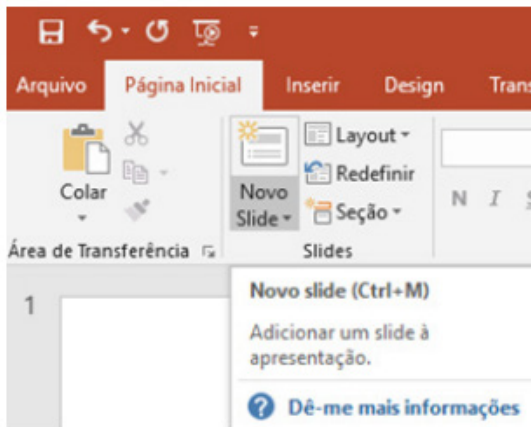 Arquivo Página Inicial Inserir Design
Colar
Novo
Slide
Layout
Redefinir
Seção
N I
Área de Transferência Slides
1
Novo slide (Ctrl+M)
Adicionar um slide à
apresentação.
Dê-me mais informações